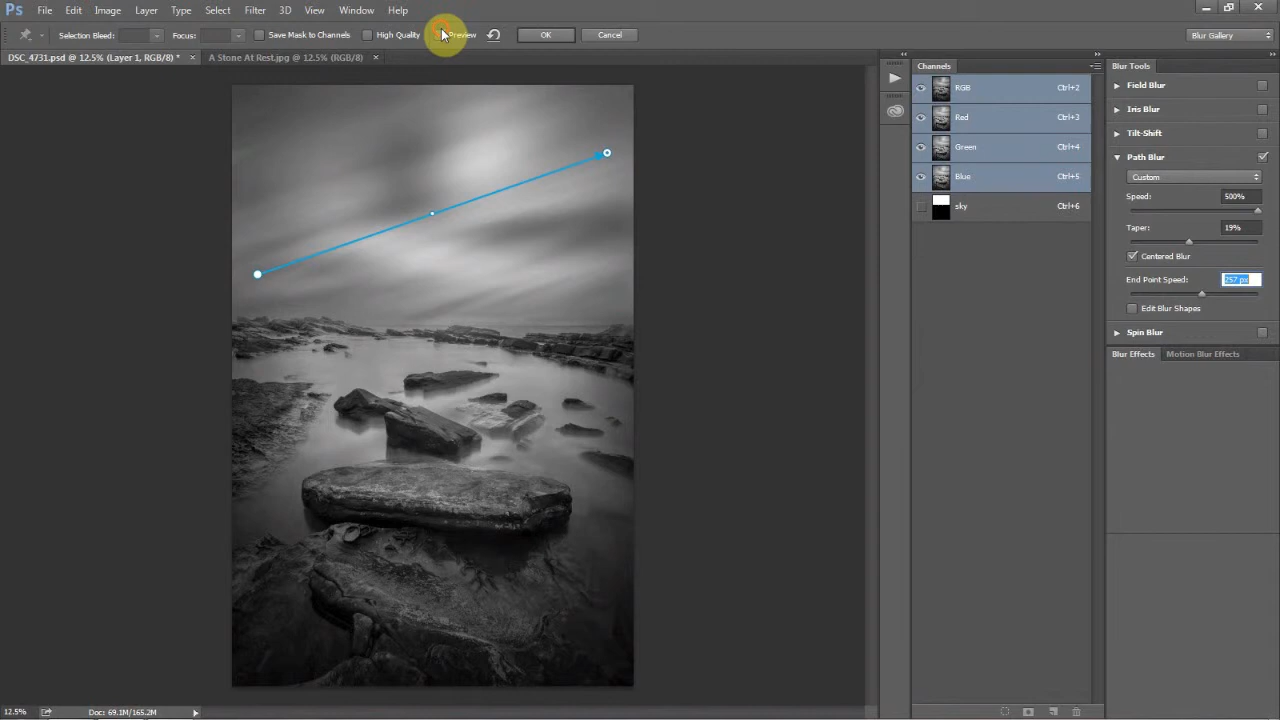 Ps File Edit Image Layer Type Select Filter 3D View Window Help
Selection Bleed: Focus: Save Mask to Channels High Quality Preview OK Cancel Blur Gallery
DSC_4731.psd @ 12.5% (Layer 1, RGB/8) * × A Stone At Rest.jpg @ 12.5% (RGB/8) ×
Channels
RGB Ctrl+2
Red Ctrl+3
Green Ctrl+4
Blue Ctrl+5
sky Ctrl+6
Blur Tools
Field Blur
Iris Blur
Tilt-Shift
Path Blur
Custom
Speed: 500%
Taper: 19%
Centered Blur
End Point Speed: 257 px
Edit Blur Shapes
Spin Blur
Blur Effects Motion Blur Effects
12.5% Doc: 69.1M/165.2M